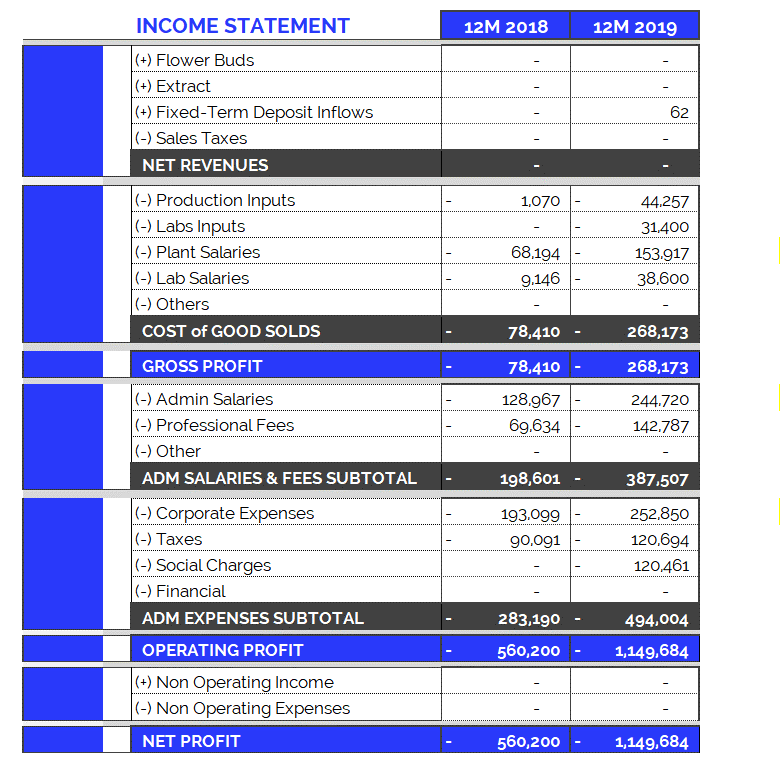 INCOME STATEMENT 12M 2018 12M 2019
(+) Flower Buds - -
(+) Extract - -
(+) Fixed-Term Deposit Inflows - 62
(-) Sales Taxes - -
NET REVENUES - -
(-) Production Inputs - 1,070 - 44,257
(-) Labs Inputs - - 31,400
(-) Plant Salaries - 68,194 - 153,917
(-) Lab Salaries - 9,146 - 38,600
(-) Others - -
COST of GOOD SOLDS - 78,410 - 268,173
GROSS PROFIT - 78,410 - 268,173
(-) Admin Salaries - 128,967 - 244,720
(-) Professional Fees - 69,634 - 142,787
(-) Other - -
ADM SALARIES & FEES SUBTOTAL - 198,601 - 387,507
(-) Corporate Expenses - 193,099 - 252,850
(-) Taxes - 90,091 - 120,694
(-) Social Charges - - 120,461
(-) Financial - -
ADM EXPENSES SUBTOTAL - 283,190 - 494,004
OPERATING PROFIT - 560,200 - 1,149,684
(+) Non Operating Income - -
(-) Non Operating Expenses - -
NET PROFIT - 560,200 - 1,149,684